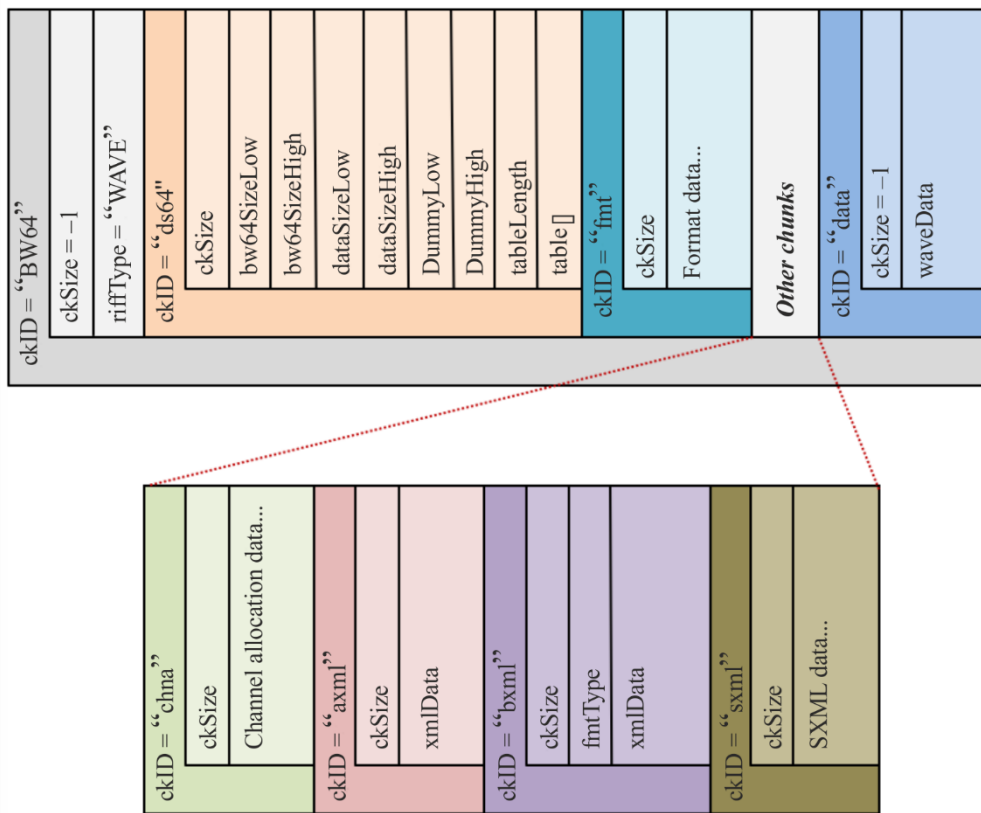 ckID = “BW64”
ckSize = −1
riffType = “WAVE”
ckID = “ds64"
ckSize
bw64SizeLow
bw64SizeHigh
dataSizeLow
dataSizeHigh
DummyLow
DummyHigh
tableLength
table[]
ckID = “fmt”
ckSize
Format data...
Other chunks
ckID = “data”
ckSize = −1
waveData
ckID = “chna”
ckSize
Channel allocation data...
ckID = “axml”
ckSize
xmlData
ckID = “bxml”
ckSize
fmtType
xmlData
ckID = “sxml”
ckSize
SXML data...